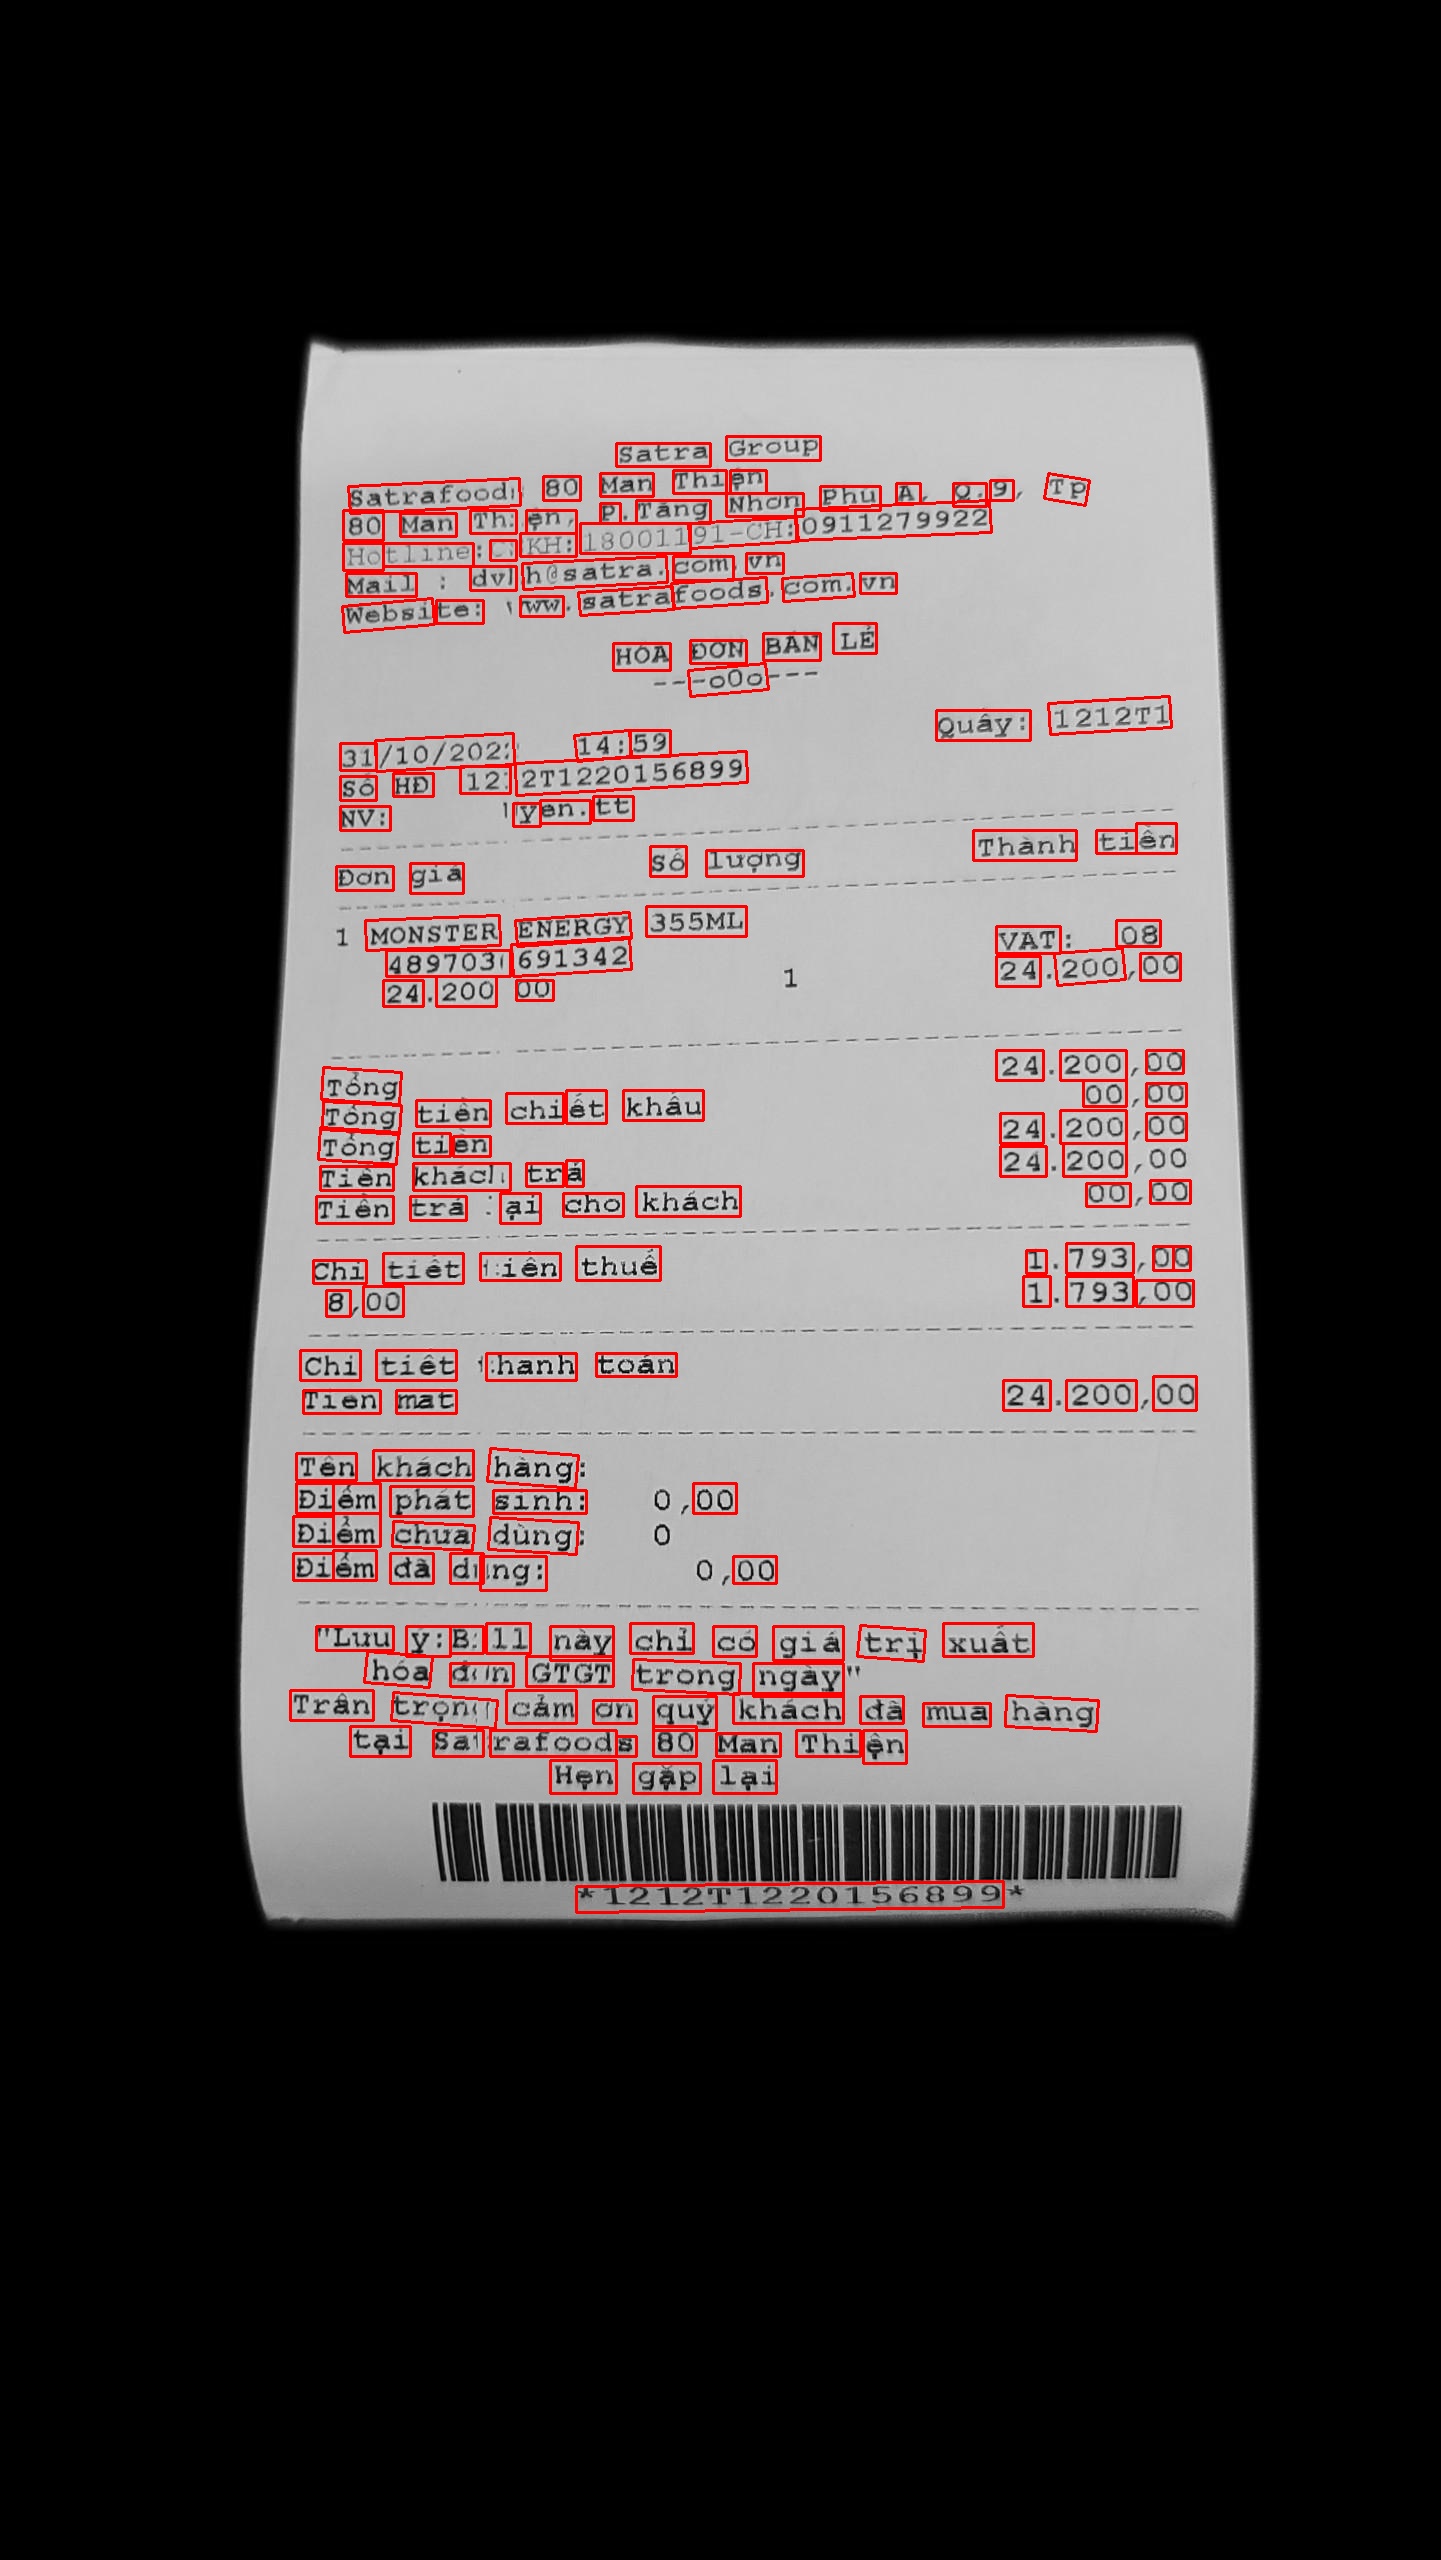 Satra Group
Satrafoods 80 Man Thiện
80 Man Thiện, P.Tăng Nhơn Phú A, Q.9, Tp
Hotline: KH:18001191-CH:0911279922
Mail : dvkh@satra.com.vn
Website: www.satrafoods.com.vn
HÓA ĐƠN BÁN LẺ
---oOo---
Quầy: 1212T1
31/10/2022 14:59
Số HĐ 1212T1220156899
NV: yen.tt
Đơn giá Số lượng Thành tiền
1 MONSTER ENERGY 355ML VAT: 08
691342
24.200 00 1 24.200,00
Tổng 24.200,00
Tổng tiền chiết khấu 00,00
Tổng tiền 24.200,00
Tiền khách trả 24.200,00
Tiền trả lại cho khách 00,00
Chi tiết tiền thuế 1.793,00
8,00 1.793,00
Chi tiết thanh toán
Tien mat 24.200,00
Tên khách hàng:
Điểm phát sinh: 0,00
Điểm chưa dùng: 0
Điểm đã dùng: 0,00
"Lưu ý:Bill này chỉ có giá trị xuất
hóa đơn GTGT trong ngày"
Trân trọng cảm ơn quý khách đã mua hàng
tại Satrafoods 80 Man Thiện
Hẹn gặp lại
*1212T1220156899*